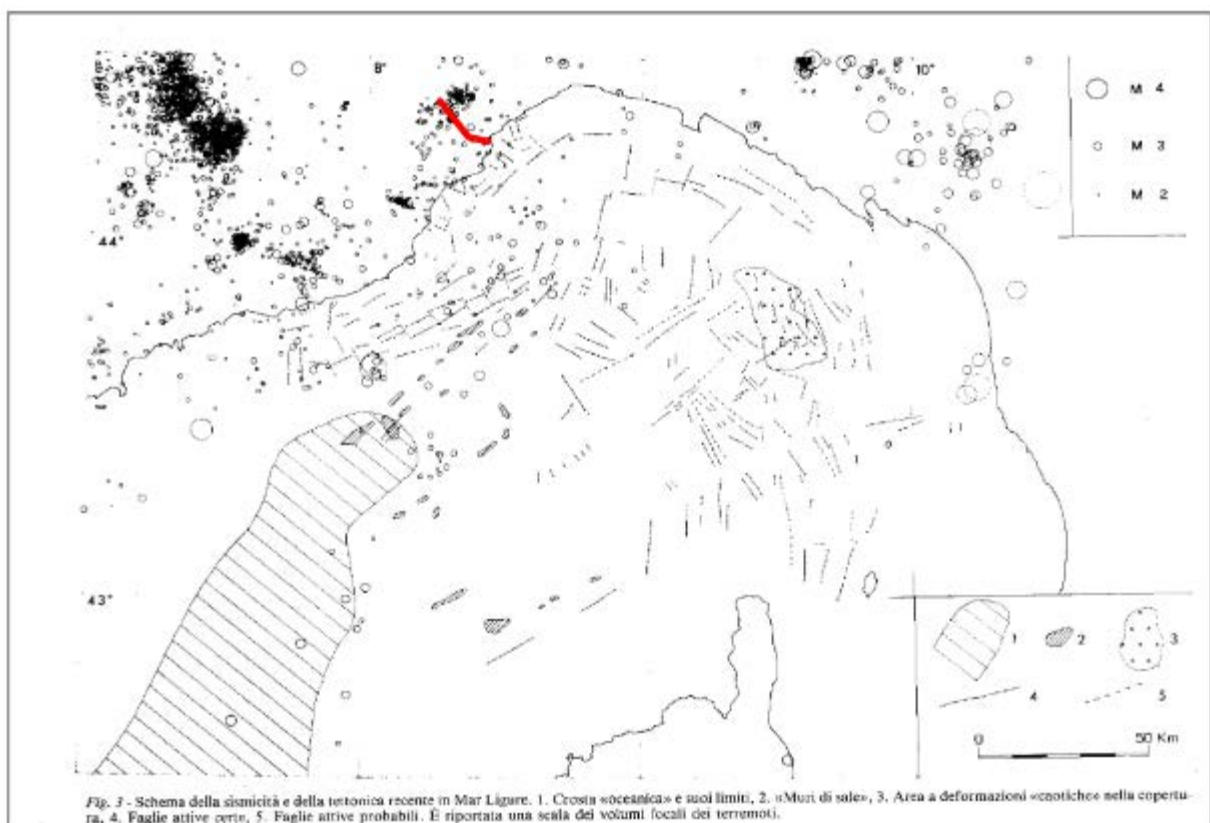 8°
10°
M 4
M 3
M 2
44°
43°
1
2
3
4
5
0 50 Km
Fig. 3 - Schema della sismicità e della tettonica recente in Mar Ligure. 1. Crosta «oceanica» e suoi limiti, 2. «Muri di sale», 3. Area a deformazioni «caotiche» nella copertu-
ra, 4. Faglie attive certe, 5. Faglie attive probabili. È riportata una scala dei volumi focali dei terremoti.